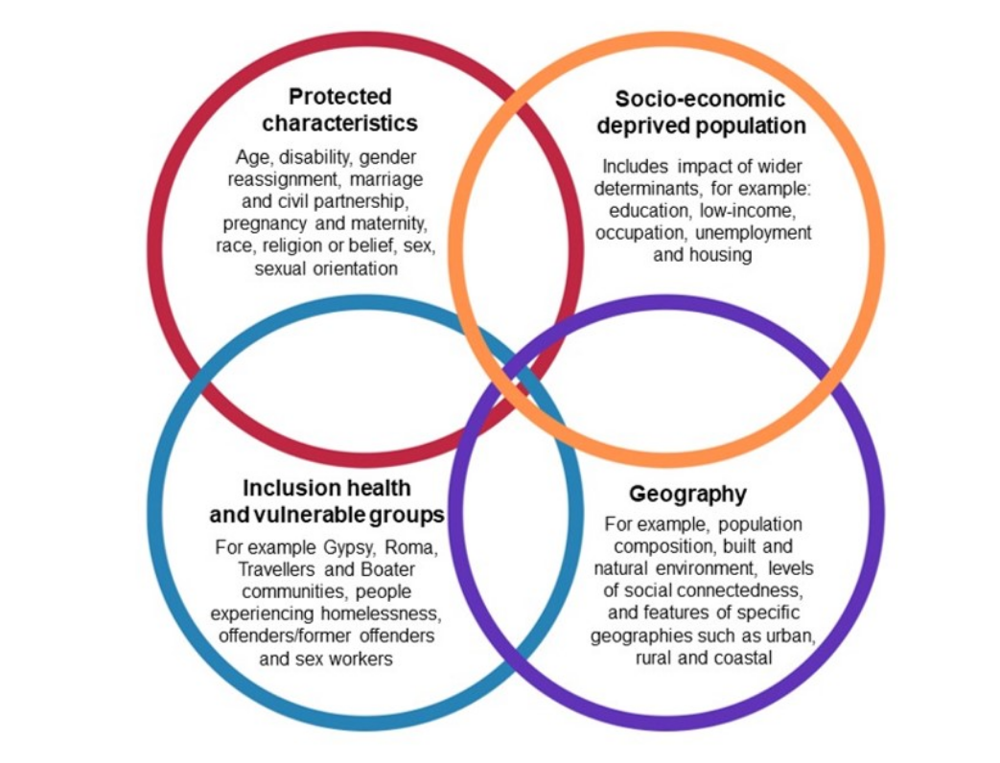 Protected
characteristics
Age, disability, gender
reassignment, marriage
and civil partnership,
pregnancy and maternity,
race, religion or belief, sex,
sexual orientation
Socio-economic
deprived population
Includes impact of wider
determinants, for example:
education, low-income,
occupation, unemployment
and housing
Inclusion health
and vulnerable groups
For example Gypsy, Roma,
Travellers and Boater
communities, people
experiencing homelessness,
offenders/former offenders
and sex workers
Geography
For example, population
composition, built and
natural environment, levels
of social connectedness,
and features of specific
geographies such as urban,
rural and coastal